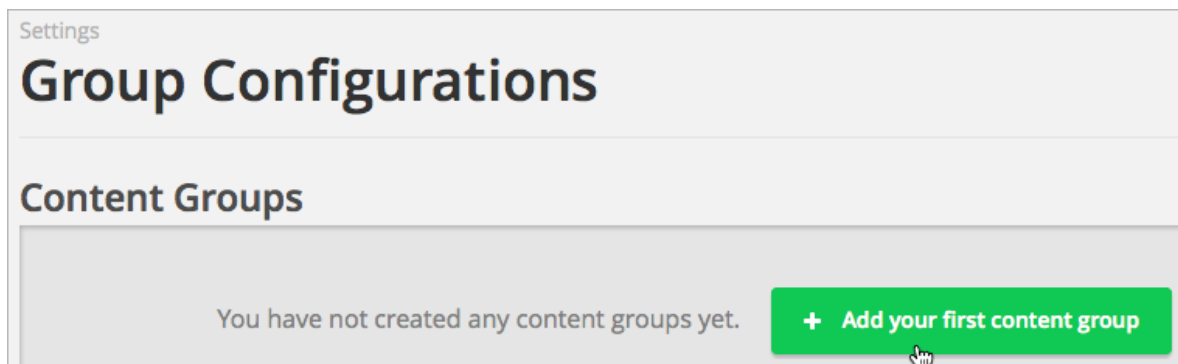 Settings
Group Configurations
Content Groups
You have not created any content groups yet.
+ Add your first content group